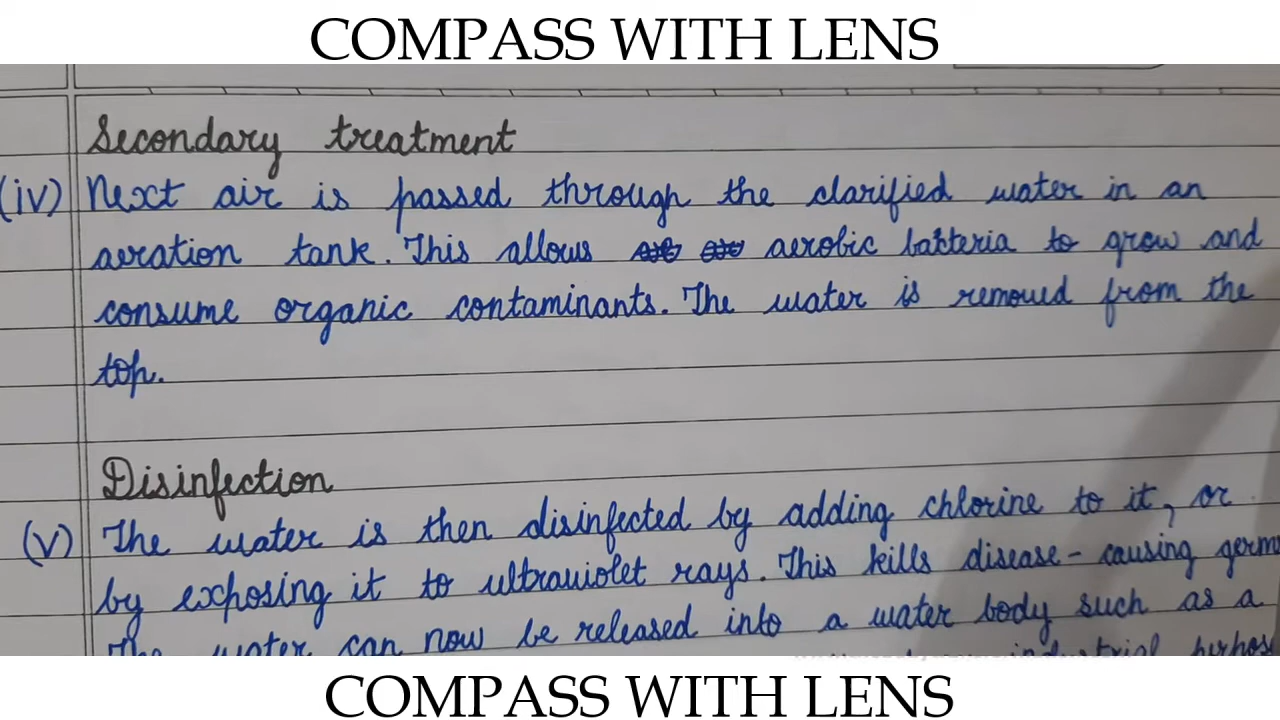 COMPASS WITH LENS
Secondary treatment
(iv) Next air is passed through the clarified water in an
aeration tank. This allows aerobic bacteria to grow and
consume organic contaminants. The water is removed from the
top.
Disinfection
(v) The water is then disinfected by adding chlorine to it, or
by exposing it to ultraviolet rays. This kills disease-causing germs
The water can now be released into a water body such as a
industrial
COMPASS WITH LENS